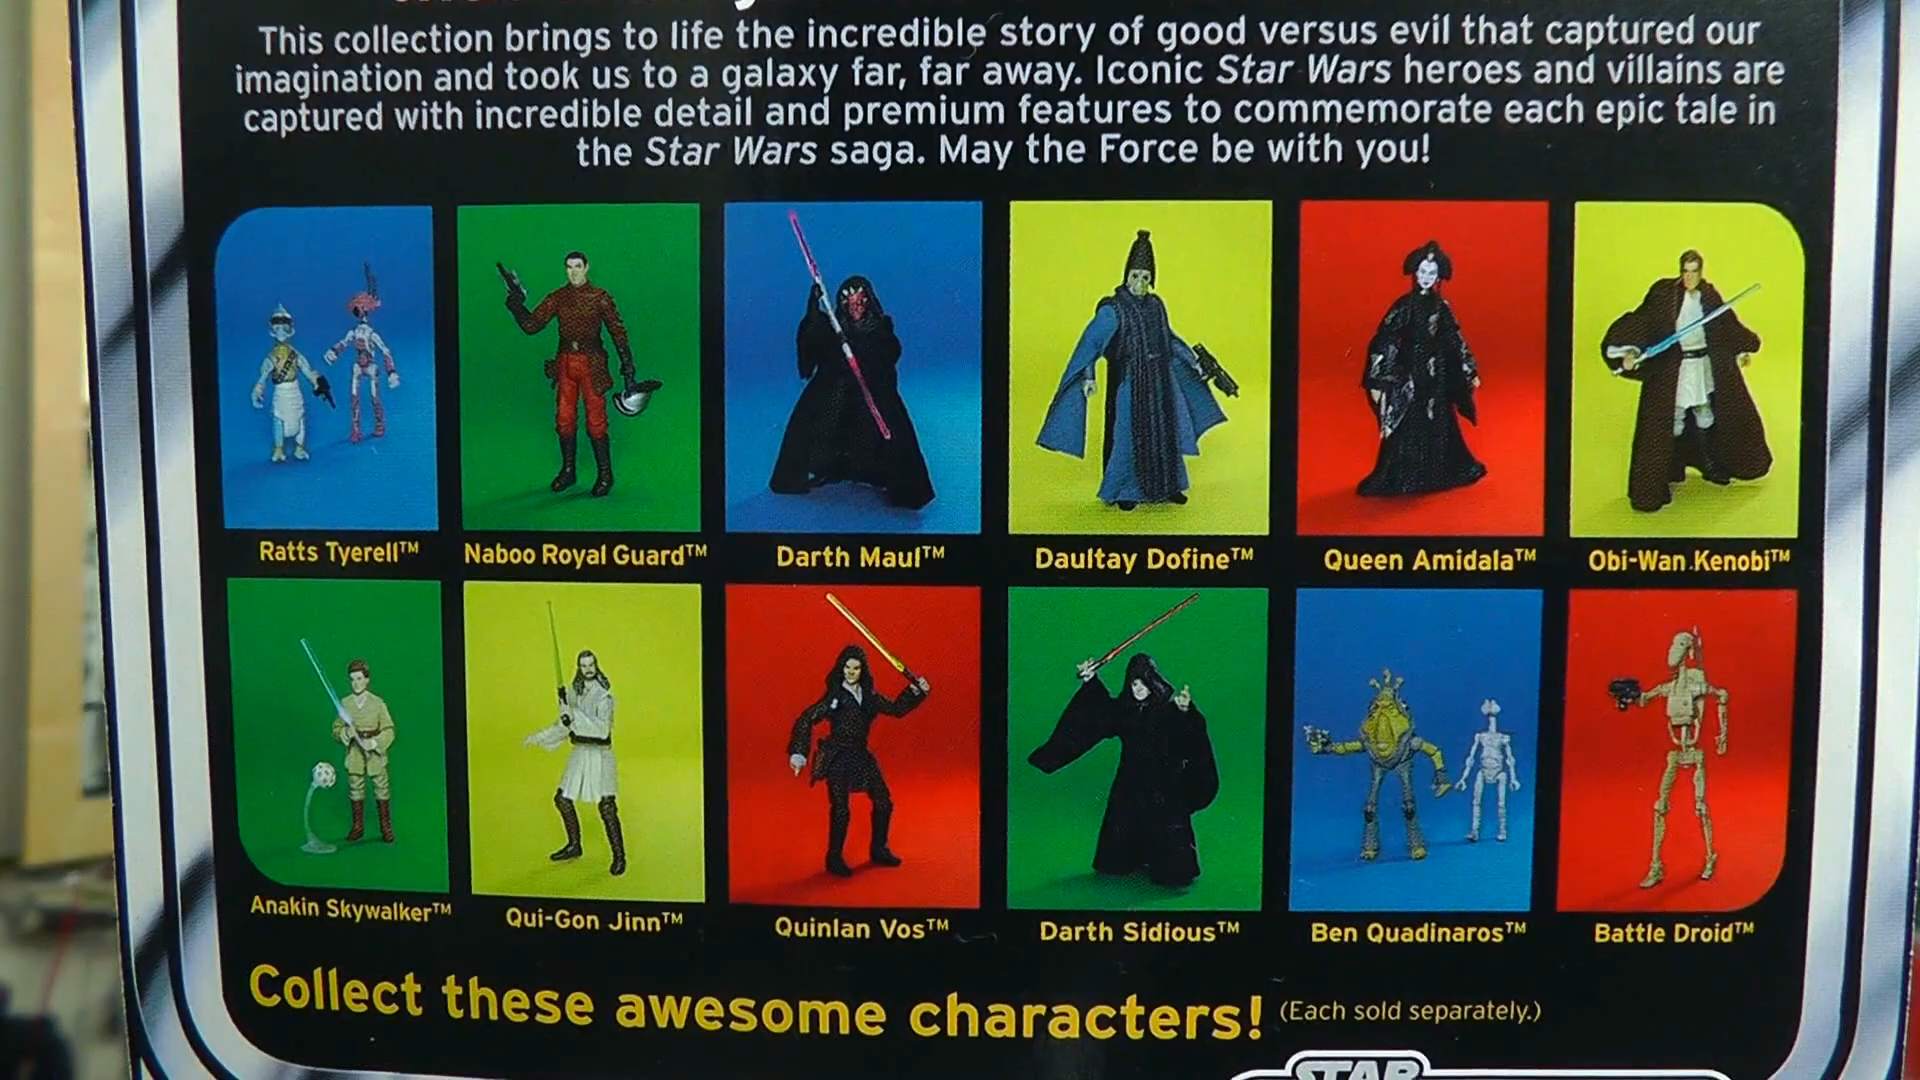 This collection brings to life the incredible story of good versus evil that captured our
imagination and took us to a galaxy far, far away. Iconic Star Wars heroes and villains are
captured with incredible detail and premium features to commemorate each epic tale in
the Star Wars saga. May the Force be with you!
Ratts Tyerell™ Naboo Royal Guard™ Darth Maul™ Daultay Dofine™ Queen Amidala™ Obi-Wan Kenobi™
Anakin Skywalker™ Qui-Gon Jinn™ Quinlan Vos™ Darth Sidious™ Ben Quadinaros™ Battle Droid™
Collect these awesome characters! (Each sold separately.)
STAR